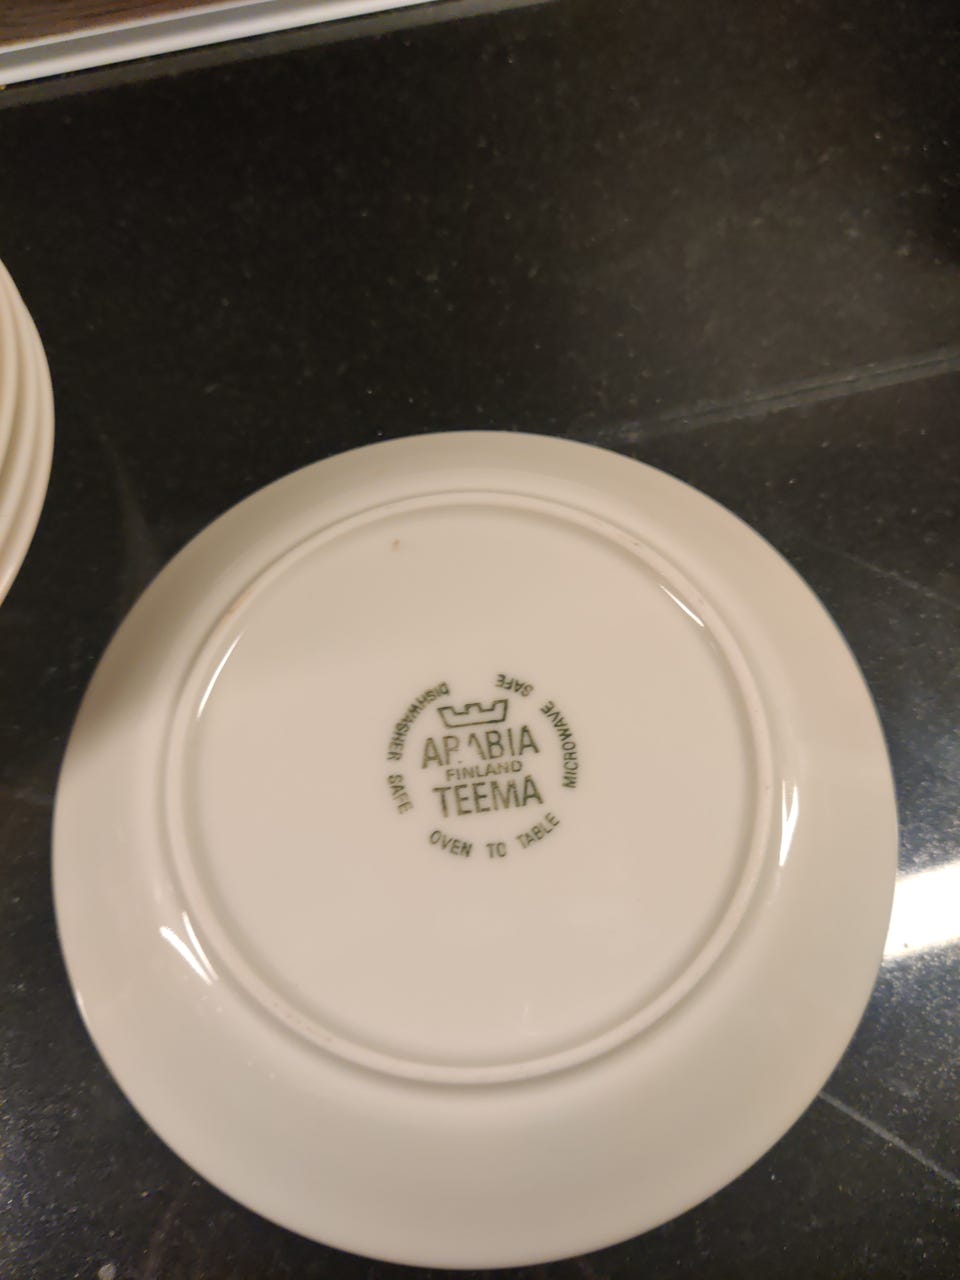 ARABIA
FINLAND
TEEMA
DISHWASHER SAFE
OVEN TO TABLE
MICROWAVE SAFE